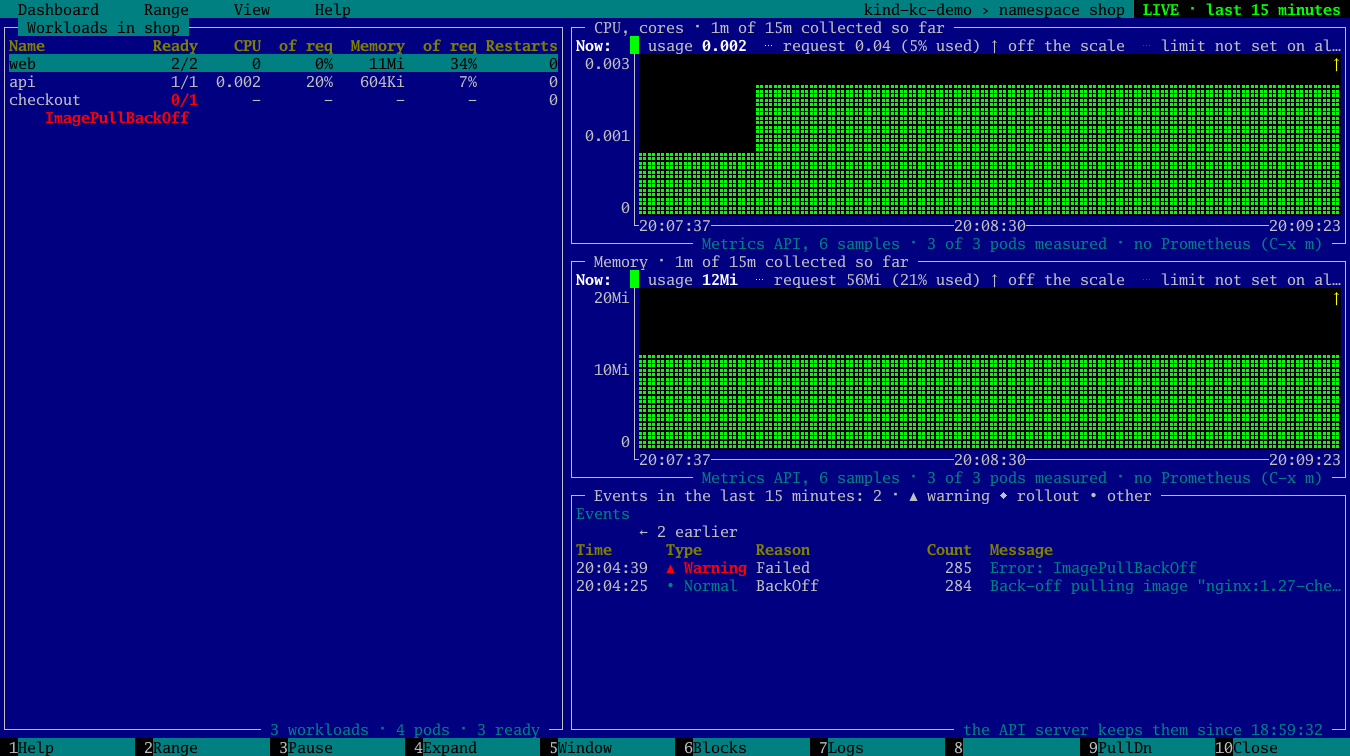 Dashboard Range View Help kind-kc-demo › namespace shop LIVE · last 15 minutes
Workloads in shop
Name Ready CPU of req Memory of req Restarts
web 2/2 0 0% 11Mi 34% 0
api 1/1 0.002 20% 604Ki 7% 0
checkout 0/1 – – – – 0
ImagePullBackOff
3 workloads · 4 pods · 3 ready
CPU, cores · 1m of 15m collected so far
Now: usage 0.002 ┈ request 0.04 (5% used) ↑ off the scale ┈ limit not set on al…
0.003 ↑
0.001
0
20:07:37 20:08:30 20:09:23
Metrics API, 6 samples · 3 of 3 pods measured · no Prometheus (C-x m)
Memory · 1m of 15m collected so far
Now: usage 12Mi ┈ request 56Mi (21% used) ↑ off the scale ┈ limit not set on al…
20Mi ↑
10Mi
0
20:07:37 20:08:30 20:09:23
Metrics API, 6 samples · 3 of 3 pods measured · no Prometheus (C-x m)
Events in the last 15 minutes: 2 · ▲ warning ◆ rollout • other
Events
← 2 earlier
Time Type Reason Count Message
20:04:39 ▲ Warning Failed 285 Error: ImagePullBackOff
20:04:25 • Normal BackOff 284 Back-off pulling image "nginx:1.27-che…
the API server keeps them since 18:59:32
1Help 2Range 3Pause 4Expand 5Window 6Blocks 7Logs 8 9PullDn 10Close